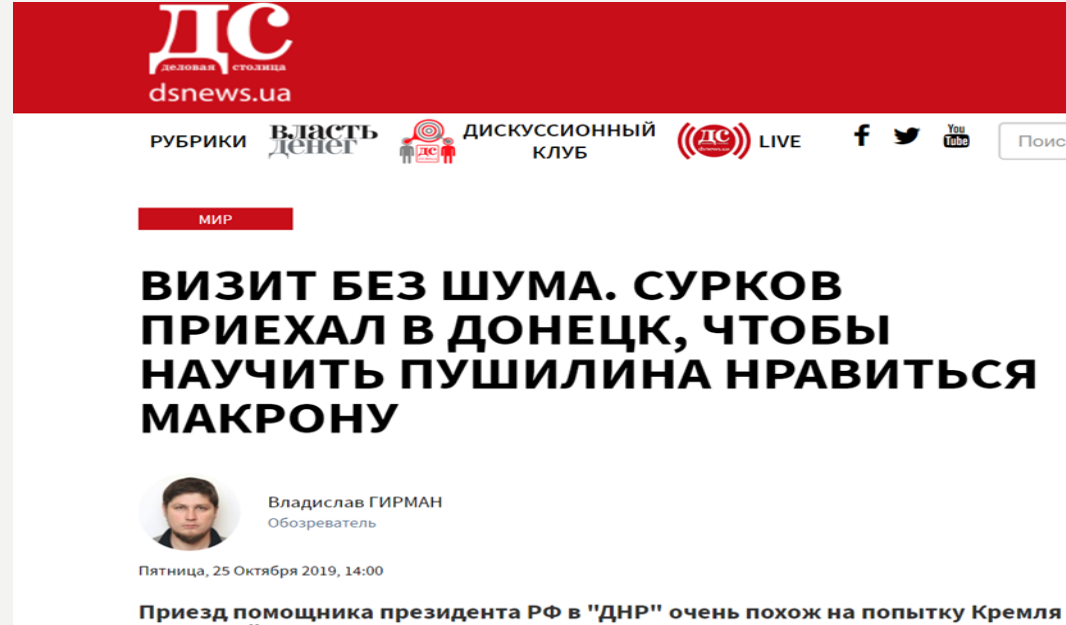 ДС
деловая столица
dsnews.ua
РУБРИКИ ВЛАСТЬ ДЕНЕГ ДС ДИСКУССИОННЫЙ КЛУБ ДС LIVE f You Tube Поис
МИР
ВИЗИТ БЕЗ ШУМА. СУРКОВ
ПРИЕХАЛ В ДОНЕЦК, ЧТОБЫ
НАУЧИТЬ ПУШИЛИНА НРАВИТЬСЯ
МАКРОНУ
Владислав ГИРМАН
Обозреватель
Пятница, 25 Октября 2019, 14:00
Приезд помощника президента РФ в "ДНР" очень похож на попытку Кремля